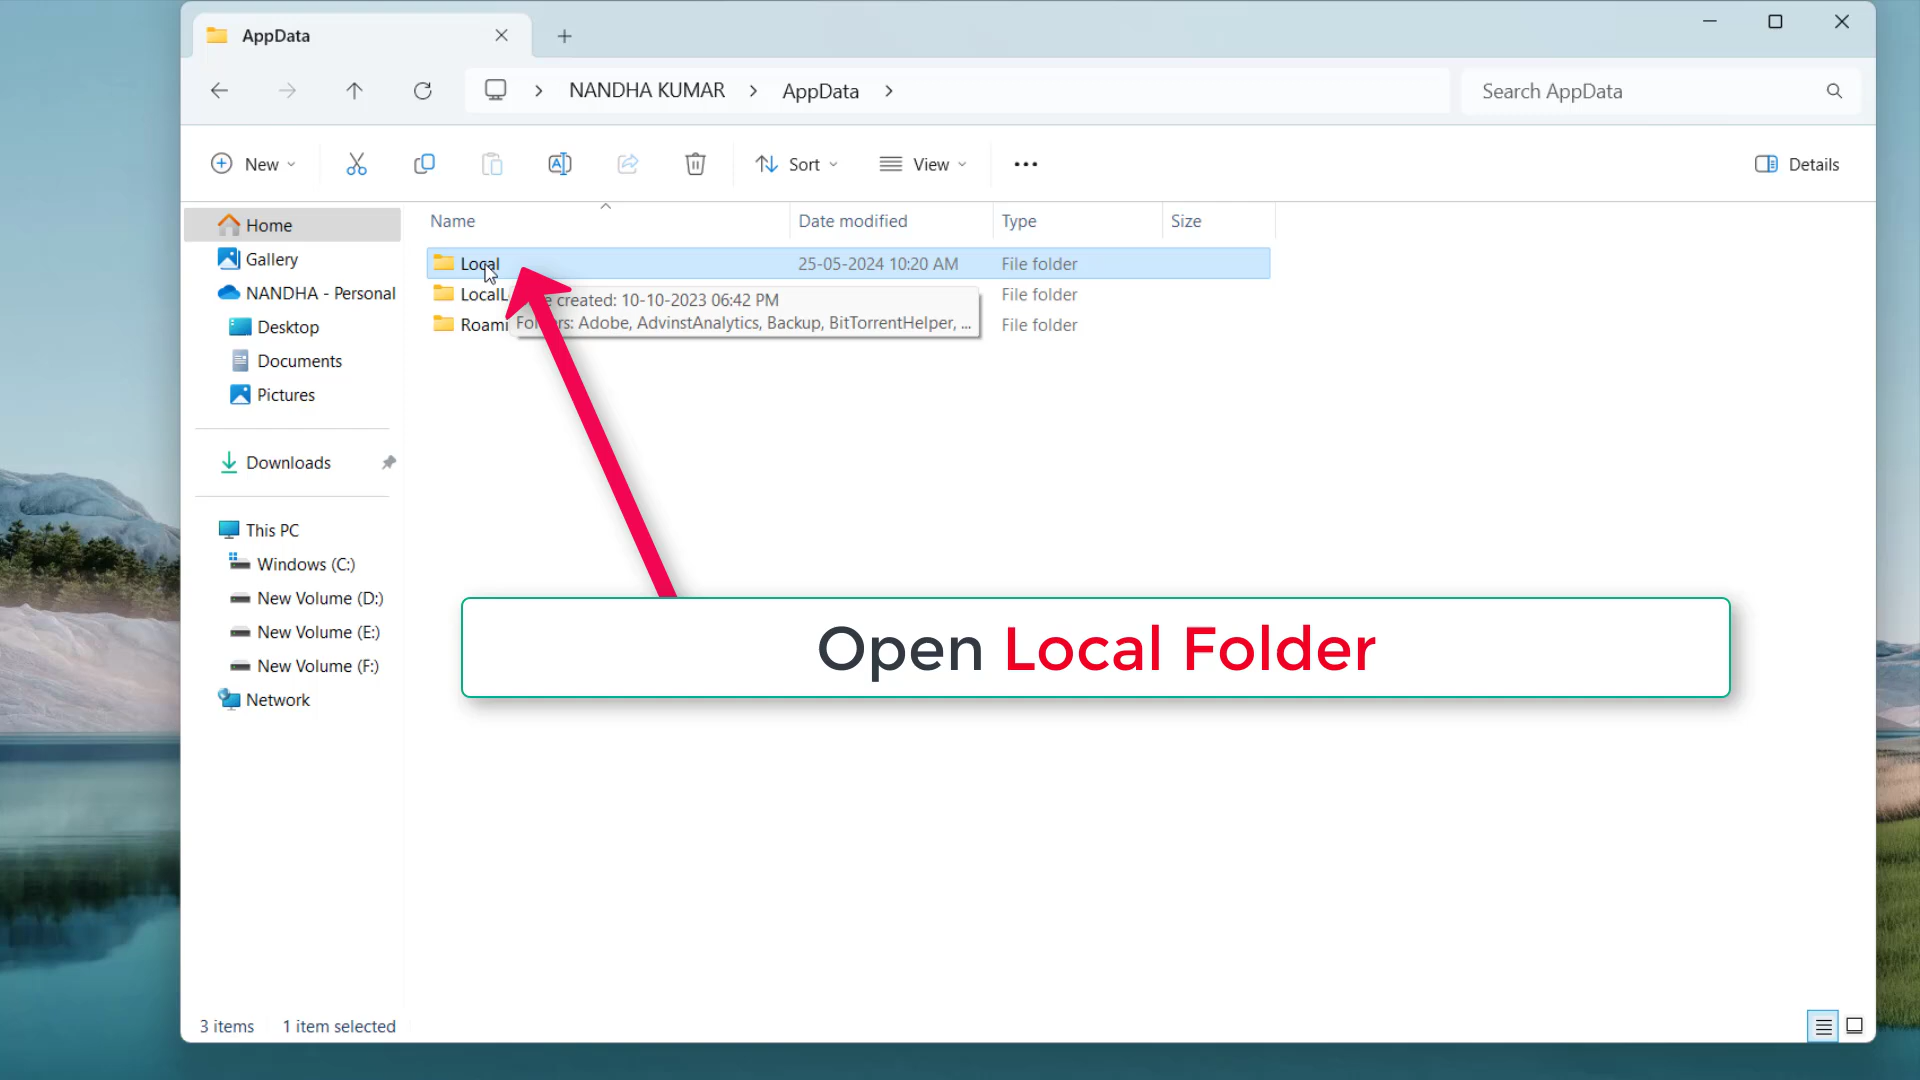 AppData
NANDHA KUMAR > AppData >
Search AppData
New
Sort
View
Details
Home
Gallery
NANDHA - Personal
Desktop
Documents
Pictures
Downloads
This PC
Windows (C:)
New Volume (D:)
New Volume (E:)
New Volume (F:)
Network
Name Date modified Type Size
Local 25-05-2024 10:20 AM File folder
LocalL File folder
created: 10-10-2023 06:42 PM
Roami File folder
Folders: Adobe, AdvinstAnalytics, Backup, BitTorrentHelper, ...
Open Local Folder
3 items 1 item selected